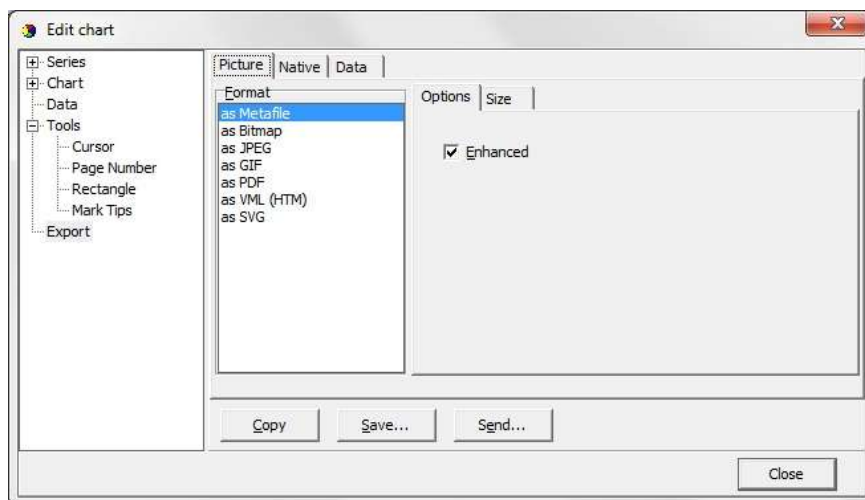 Edit chart
Series
Chart
Data
Tools
Cursor
Page Number
Rectangle
Mark Tips
Export
Picture Native Data
Format
as Metafile
as Bitmap
as JPEG
as GIF
as PDF
as VML (HTM)
as SVG
Options Size
Enhanced
Copy Save... Send...
Close